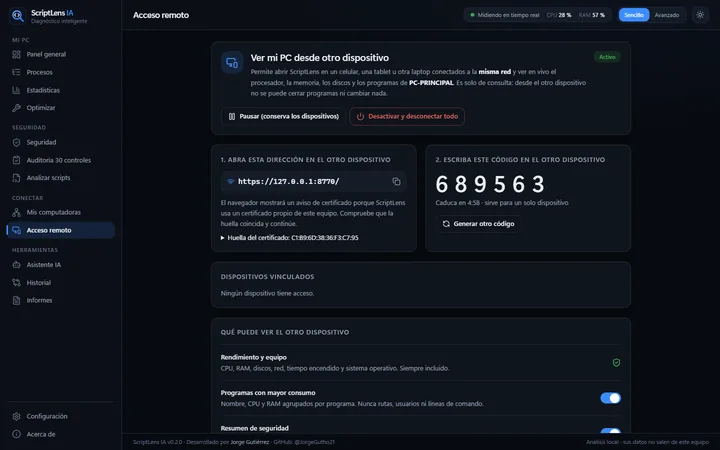 ScriptLens IA
Diagnóstico inteligente
MI PC
Panel general
Procesos
Estadísticas
Optimizar
SEGURIDAD
Seguridad
Auditoría 30 controles
Analizar scripts
CONECTAR
Mis computadoras
Acceso remoto
HERRAMIENTAS
Asistente IA
Historial
Informes
Configuración
Acerca de
Acceso remoto
Midiendo en tiempo real CPU 28 % RAM 57 %
Sencillo
Avanzado
Ver mi PC desde otro dispositivo
Activo
Permite abrir ScriptLens en un celular, una tablet u otra laptop conectados a la misma red y ver en vivo el
procesador, la memoria, los discos y los programas de PC-PRINCIPAL. Es solo de consulta: desde el otro dispositivo
no se puede cerrar programas ni cambiar nada.
Pausar (conserva los dispositivos)
Desactivar y desconectar todo
1. ABRA ESTA DIRECCIÓN EN EL OTRO DISPOSITIVO
https://127.0.0.1:8770/
El navegador mostrará un aviso de certificado porque ScriptLens
usa un certificado propio de este equipo. Compruebe que la
huella coincida y continúe.
Huella del certificado: C1:B9:6D:38:36:F3:C7:95
2. ESCRIBA ESTE CÓDIGO EN EL OTRO DISPOSITIVO
689563
Caduca en 4:58 · sirve para un solo dispositivo
Generar otro código
DISPOSITIVOS VINCULADOS
Ningún dispositivo tiene acceso.
QUÉ PUEDE VER EL OTRO DISPOSITIVO
Rendimiento y equipo
CPU, RAM, discos, red, tiempo encendido y sistema operativo. Siempre incluido.
Programas con mayor consumo
Nombre, CPU y RAM agrupados por programa. Nunca rutas, usuarios ni líneas de comando.
Resumen de seguridad
ScriptLens IA v0.2.0 · Desarrollado por Jorge Gutiérrez · GitHub: @JorgeGutho21
Análisis local · sus datos no salen de este equipo